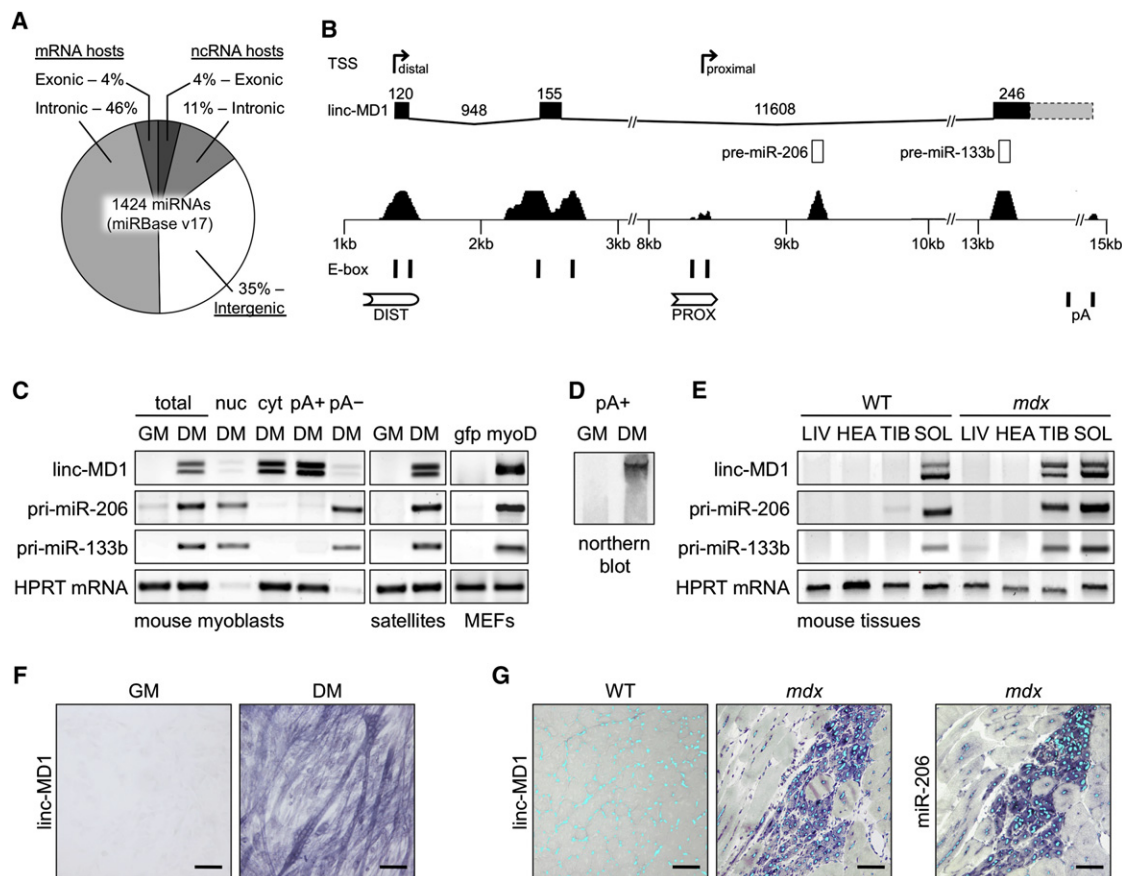 A
mRNA hosts ncRNA hosts
Exonic – 4% 4% – Exonic
Intronic – 46% 11% – Intronic
1424 miRNAs
(miRBase v17)
35% –
Intergenic
B
TSS distal proximal
120 155 246
linc-MD1 948 11608
// //
pre-miR-206 pre-miR-133b
// // //
1kb 2kb 3kb 8kb 9kb 10kb 13kb 15kb
E-box
DIST PROX pA
C
total nuc cyt pA+ pA−
GM DM DM DM DM DM GM DM gfp myoD
linc-MD1
pri-miR-206
pri-miR-133b
HPRT mRNA
mouse myoblasts satellites MEFs
D
pA+
GM DM
northern
blot
E
WT mdx
LIV HEA TIB SOL LIV HEA TIB SOL
linc-MD1
pri-miR-206
pri-miR-133b
HPRT mRNA
mouse tissues
F
GM DM
linc-MD1
G
WT mdx mdx
linc-MD1
miR-206